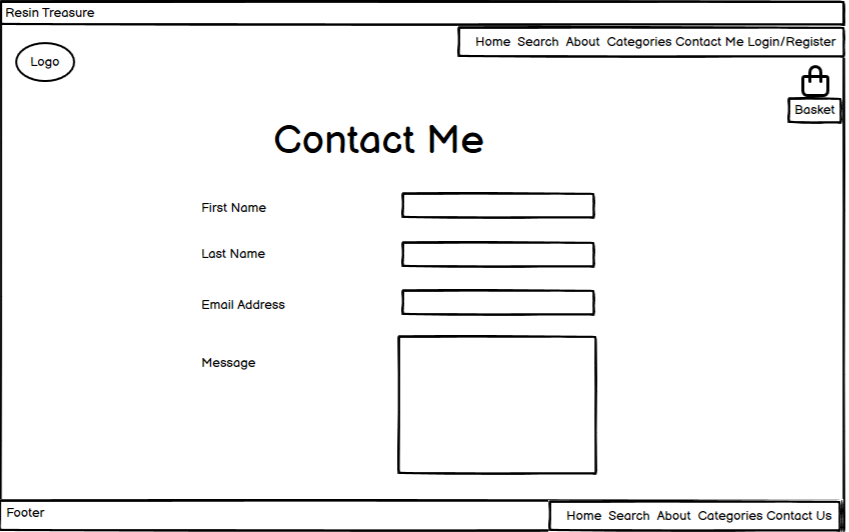 Resin Treasure
Home Search About Categories Contact Me Login/Register
Logo
Basket
Contact Me
First Name
Last Name
Email Address
Message
Footer
Home Search About Categories Contact Us